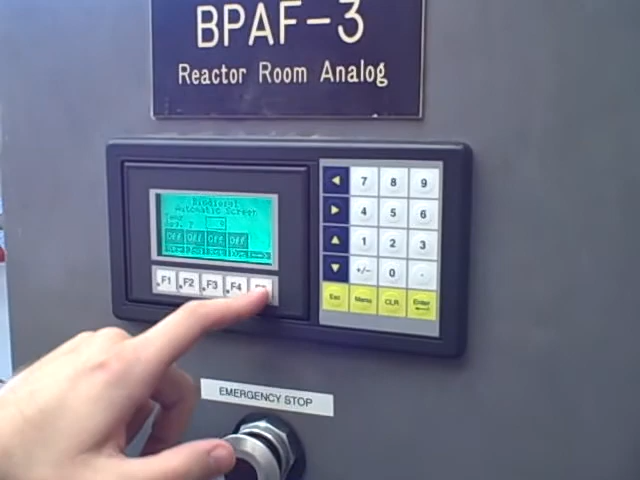 BPAF-3
Reactor Room Analog
Biodiesel
Automatic Screen
Off Off Off Off
F1 F2 F3 F4
7 8 9
4 5 6
1 2 3
+/- 0 .
Esc Menu CLR Enter
EMERGENCY STOP